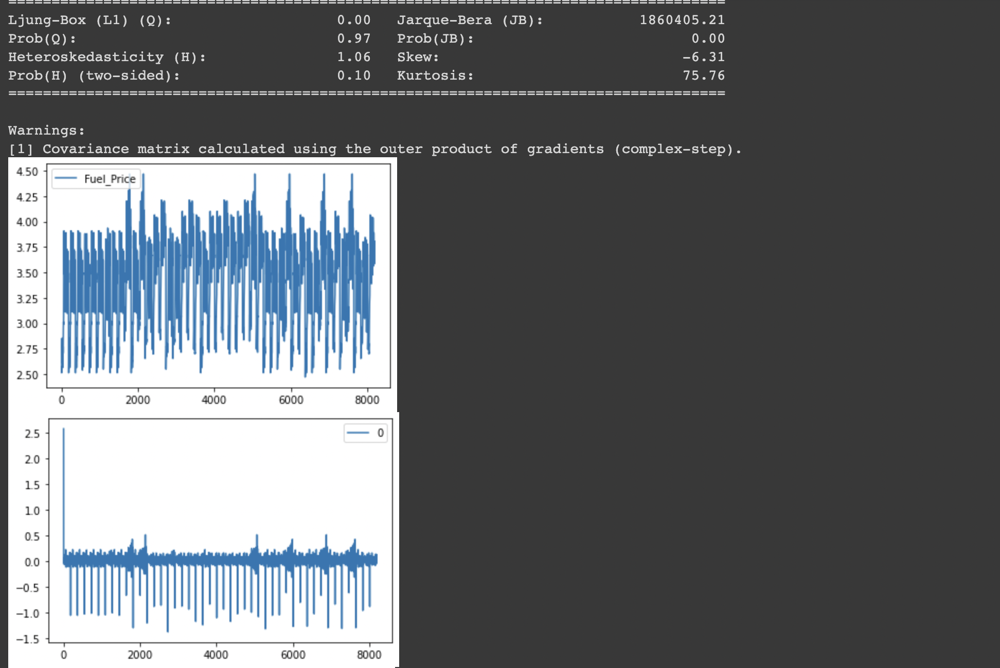 ==============================================================================
Ljung-Box (L1) (Q): 0.00 Jarque-Bera (JB): 1860405.21
Prob(Q): 0.97 Prob(JB): 0.00
Heteroskedasticity (H): 1.06 Skew: -6.31
Prob(H) (two-sided): 0.10 Kurtosis: 75.76
==============================================================================
Warnings:
[1] Covariance matrix calculated using the outer product of gradients (complex-step).
Fuel_Price
4.50
4.25
4.00
3.75
3.50
3.25
3.00
2.75
2.50
0 2000 4000 6000 8000
0
2.5
2.0
1.5
1.0
0.5
0.0
−0.5
−1.0
−1.5
0 2000 4000 6000 8000